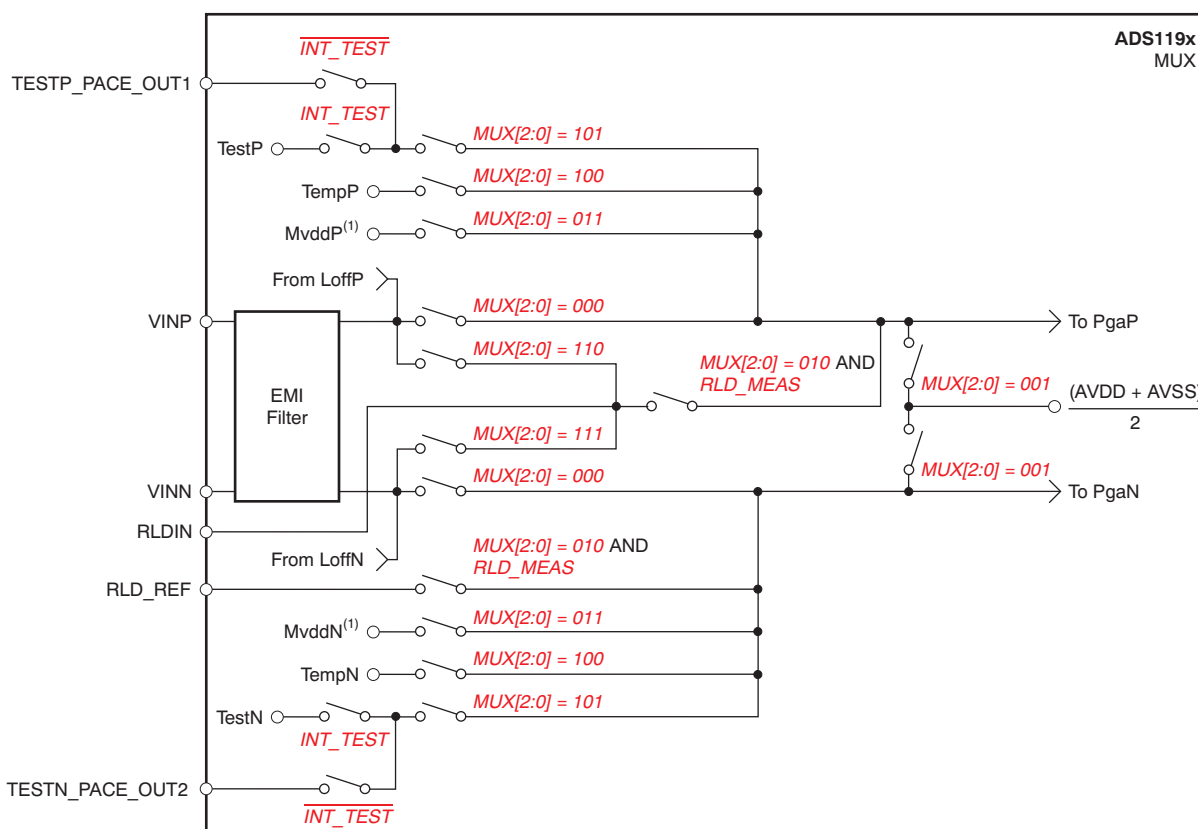 ADS119x
MUX
INT_TEST
TESTP_PACE_OUT1
INT_TEST
MUX[2:0] = 101
TestP
MUX[2:0] = 100
TempP
MUX[2:0] = 011
MvddP(1)
From LoffP
MUX[2:0] = 000
VINP
To PgaP
MUX[2:0] = 110
MUX[2:0] = 010 AND
RLD_MEAS
MUX[2:0] = 001
(AVDD + AVSS)
2
EMI
Filter
MUX[2:0] = 111
MUX[2:0] = 001
MUX[2:0] = 000
VINN
To PgaN
RLDIN
From LoffN
MUX[2:0] = 010 AND
RLD_MEAS
RLD_REF
MUX[2:0] = 011
MvddN(1)
MUX[2:0] = 100
TempN
MUX[2:0] = 101
TestN
INT_TEST
TESTN_PACE_OUT2
INT_TEST